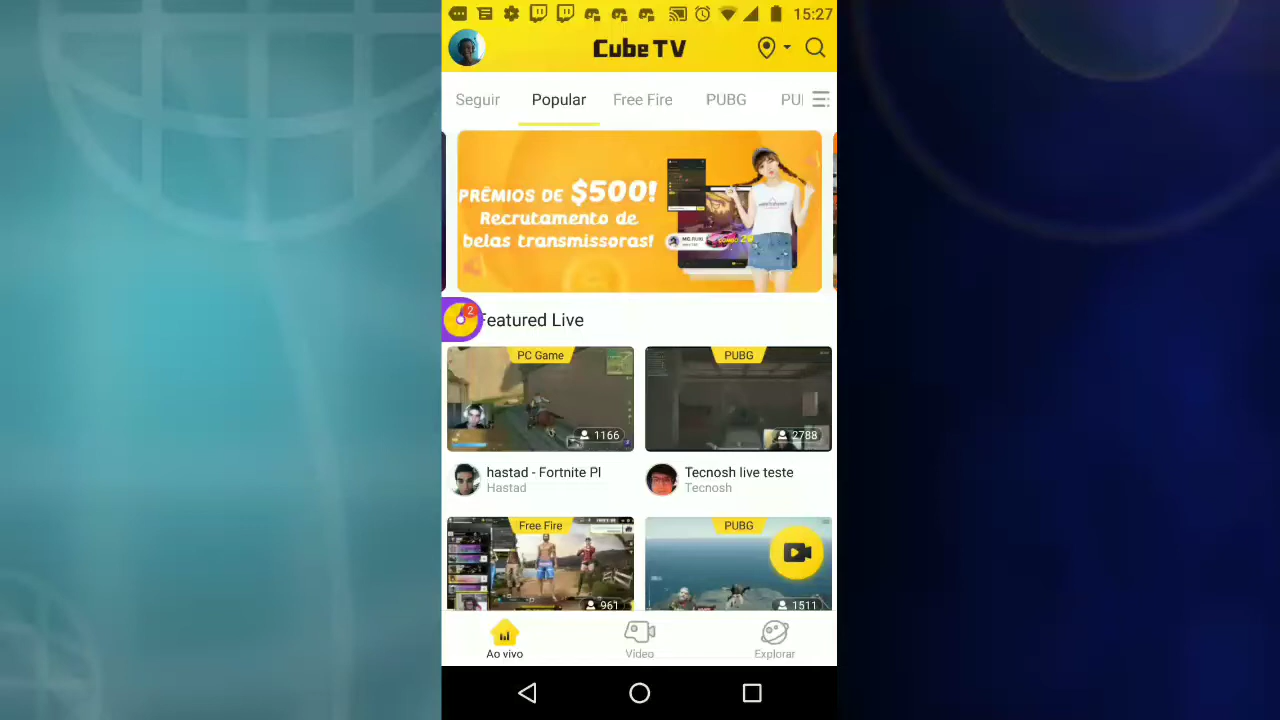 15:27
Cube TV
Seguir
Popular
Free Fire
PUBG
PU
PRÊMIOS DE $500!
Recrutamento de
belas transmissoras!
2
Featured Live
PC Game
1166
PUBG
2788
hastad - Fortnite Pl
Hastad
Tecnosh live teste
Tecnosh
Free Fire
961
PUBG
1511
Ao vivo
Vídeo
Explorar